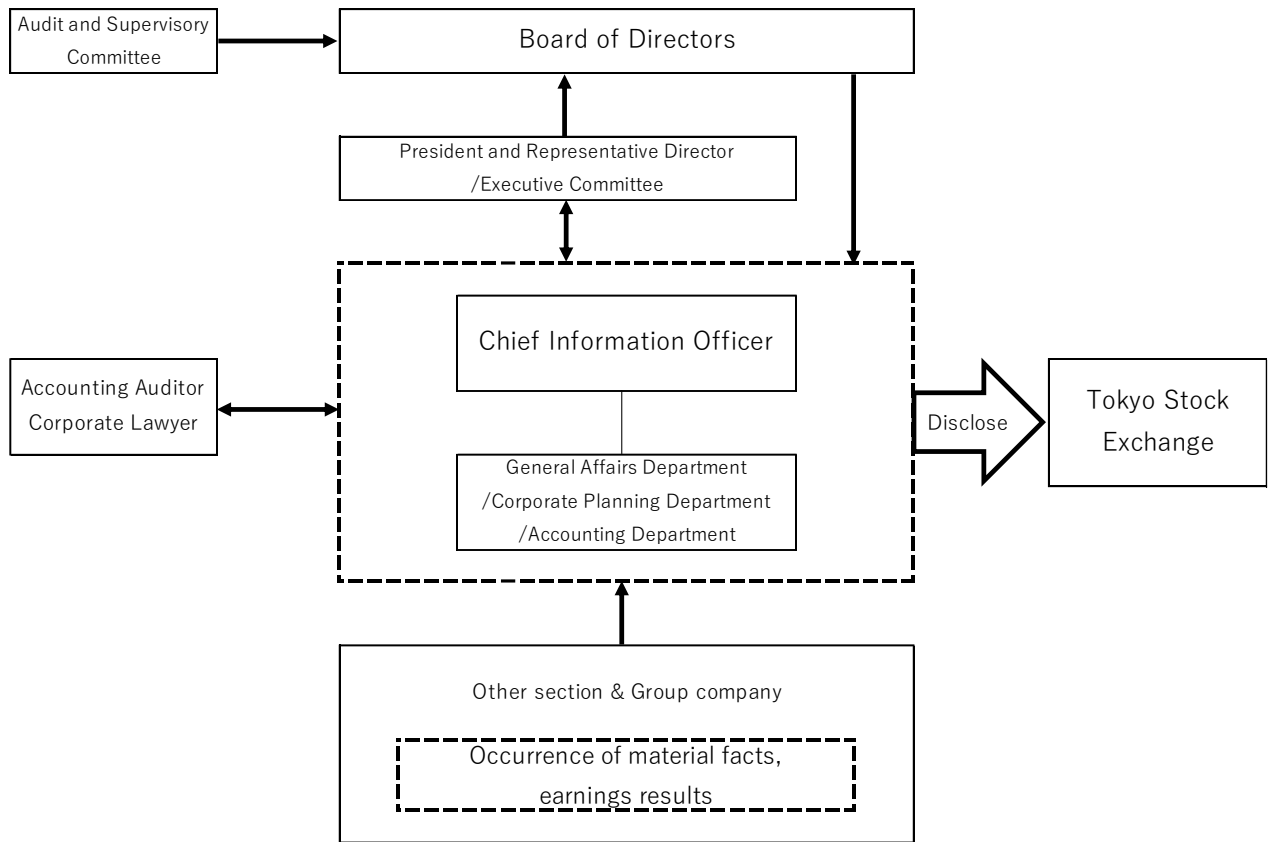 Audit and Supervisory
Committee
Board of Directors
President and Representative Director
/Executive Committee
Chief Information Officer
Accounting Auditor
Corporate Lawyer
General Affairs Department
/Corporate Planning Department
/Accounting Department
Disclose
Tokyo Stock
Exchange
Other section & Group company
Occurrence of material facts,
earnings results